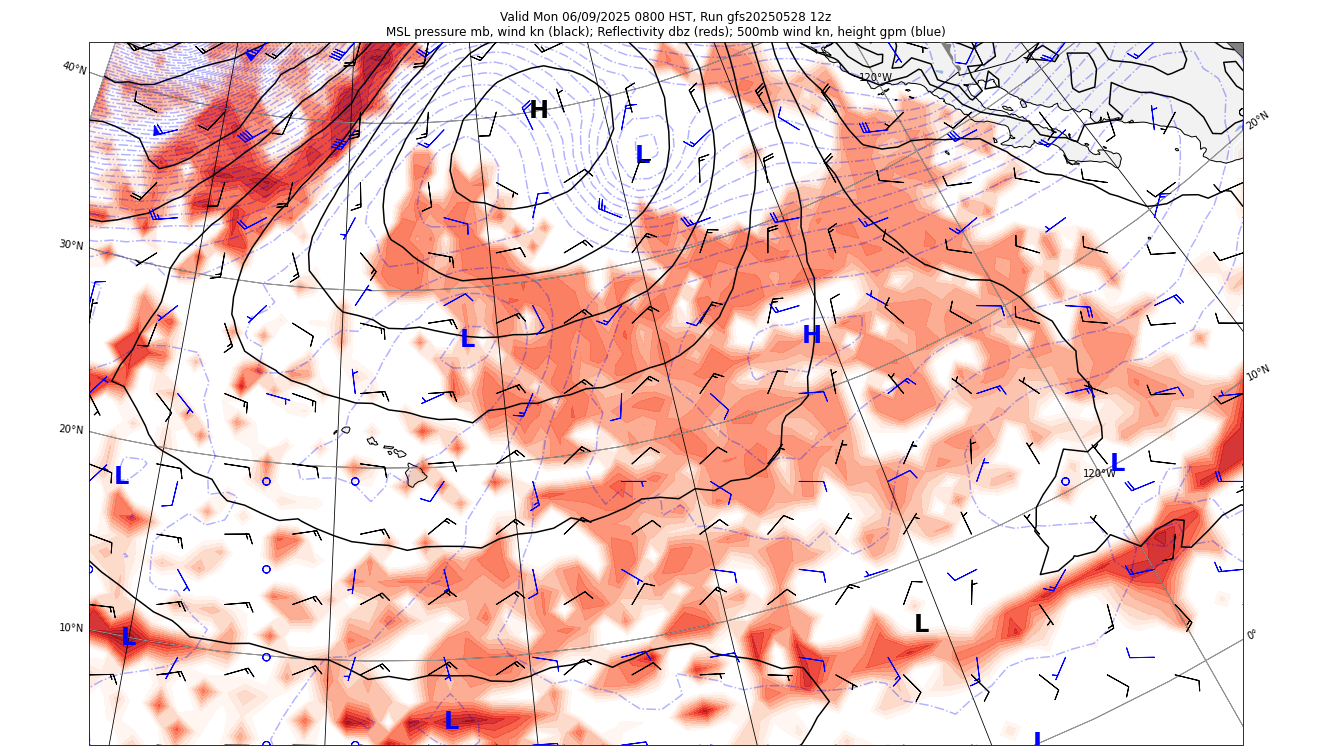 Valid Mon 06/09/2025 0800 HST, Run gfs20250528 12z
MSL pressure mb, wind kn (black); Reflectivity dbz (reds); 500mb wind kn, height gpm (blue)
40°N
120°W
20°N
H
L
30°N
L
H
10°N
20°N
L
L
120°W
10°N
L
L
0°
L
L